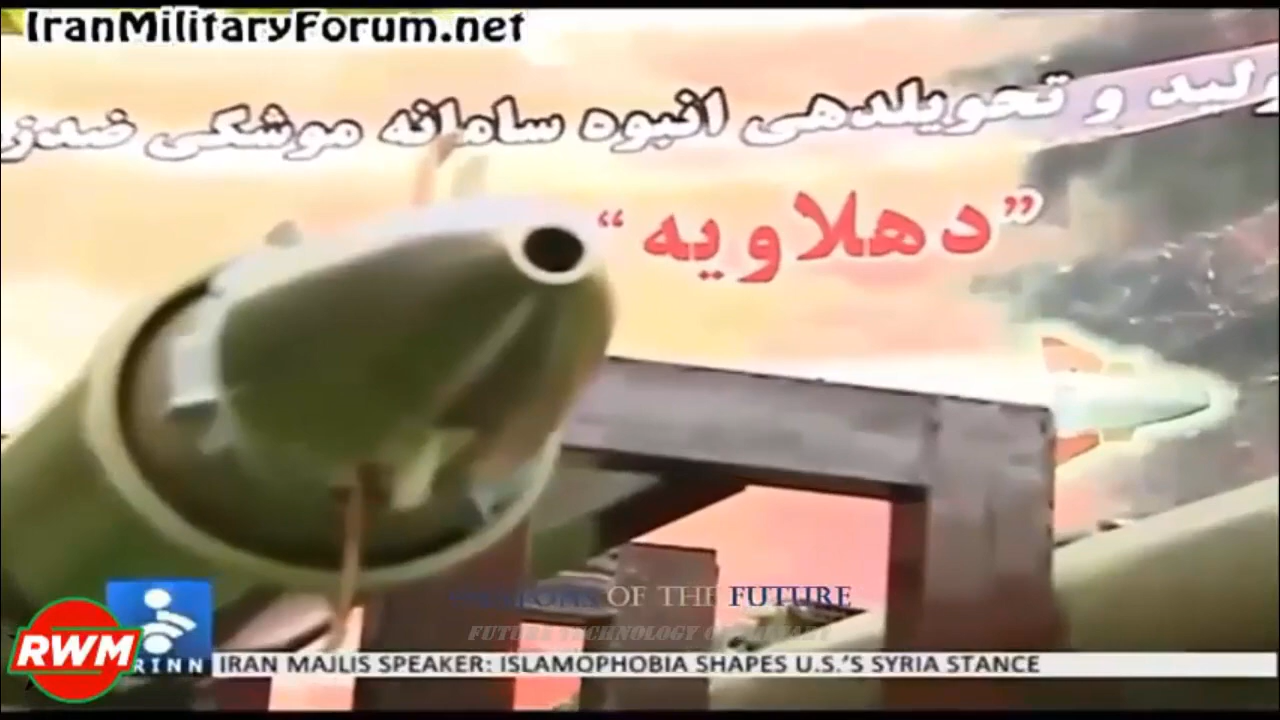 IranMilitaryForum.net
ولید و تحویلدهی انبوه سامانه موشکی ضدز
“دهلاویه”
OF THE FUTURE
RWM
RINN
IRAN MAJLIS SPEAKER: ISLAMOPHOBIA SHAPES U.S.'S SYRIA STANCE